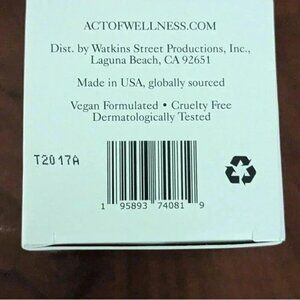 ACTOFWELLNESS.COM
Dist. by Watkins Street Productions, Inc.,
Laguna Beach, CA 92651
Made in USA, globally sourced
Vegan Formulated • Cruelty Free
Dermatologically Tested
T2017A
1 95893 74081 9